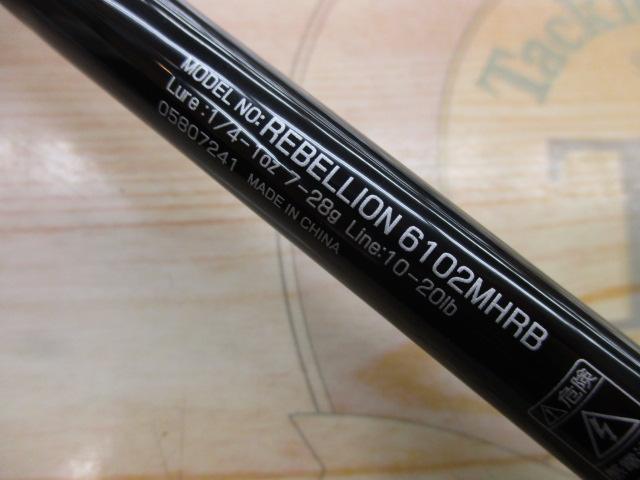 MODEL NO: REBELLION 6102MHRB
Lure:1/4-1oz 7-28g Line:10-20lb
05807241 MADE IN CHINA
危険
Tackle